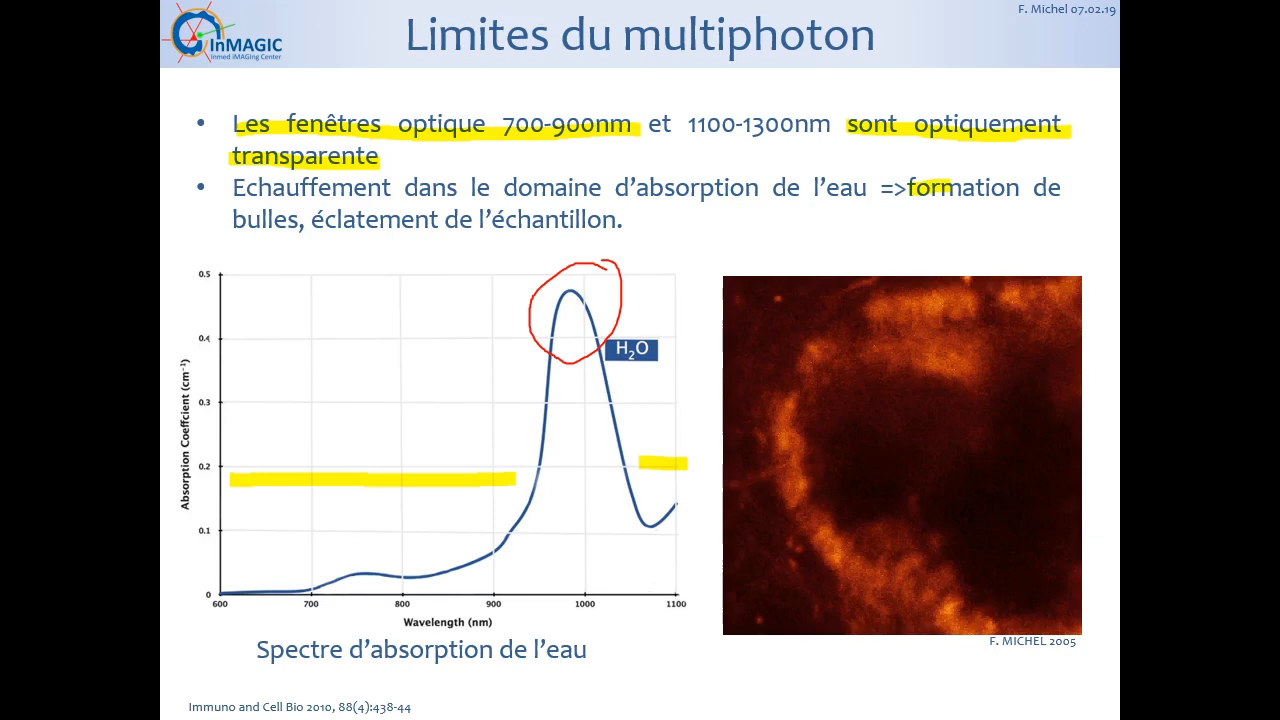 F. Michel 07.02.19
InMAGIC
Inmed iMAGing Center
Limites du multiphoton
• Les fenêtres optique 700-900nm et 1100-1300nm sont optiquement
transparente
• Echauffement dans le domaine d'absorption de l'eau =>formation de
bulles, éclatement de l'échantillon.
0.5
0.4
0.3
0.2
0.1
0
Absorption Coeffcient (cm⁻¹)
H₂O
600 700 800 900 1000 1100
Wavelength (nm)
Spectre d'absorption de l'eau
F. MICHEL 2005
Immuno and Cell Bio 2010, 88(4):438-44